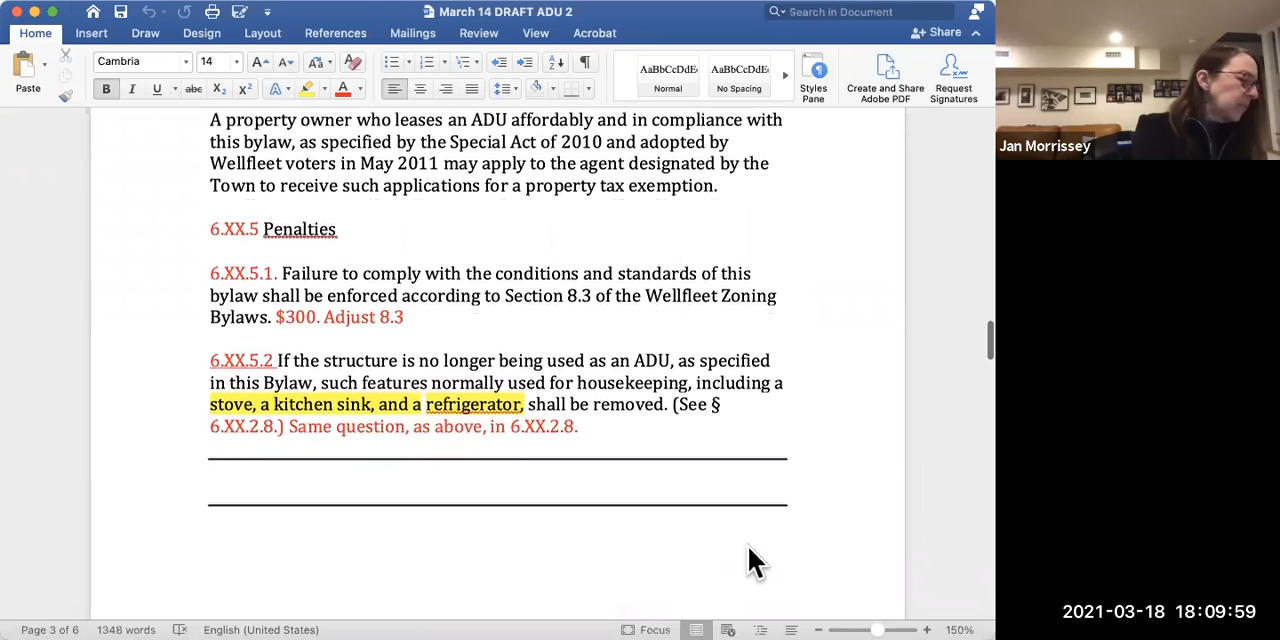 March 14 DRAFT ADU 2
Search in Document
Home Insert Draw Design Layout References Mailings Review View Acrobat Share
Paste
Cambria 14
AaBbCcDdE AaBbCcDdE
Normal No Spacing
Styles Pane
Create and Share Adobe PDF
Request Signatures
A property owner who leases an ADU affordably and in compliance with
this bylaw, as specified by the Special Act of 2010 and adopted by
Wellfleet voters in May 2011 may apply to the agent designated by the
Town to receive such applications for a property tax exemption.
6.XX.5 Penalties
6.XX.5.1. Failure to comply with the conditions and standards of this
bylaw shall be enforced according to Section 8.3 of the Wellfleet Zoning
Bylaws. $300. Adjust 8.3
6.XX.5.2 If the structure is no longer being used as an ADU, as specified
in this Bylaw, such features normally used for housekeeping, including a
stove, a kitchen sink, and a refrigerator, shall be removed. (See §
6.XX.2.8.) Same question, as above, in 6.XX.2.8.
Page 3 of 6 1348 words English (United States) Focus 150%
Jan Morrissey
2021-03-18 18:09:59